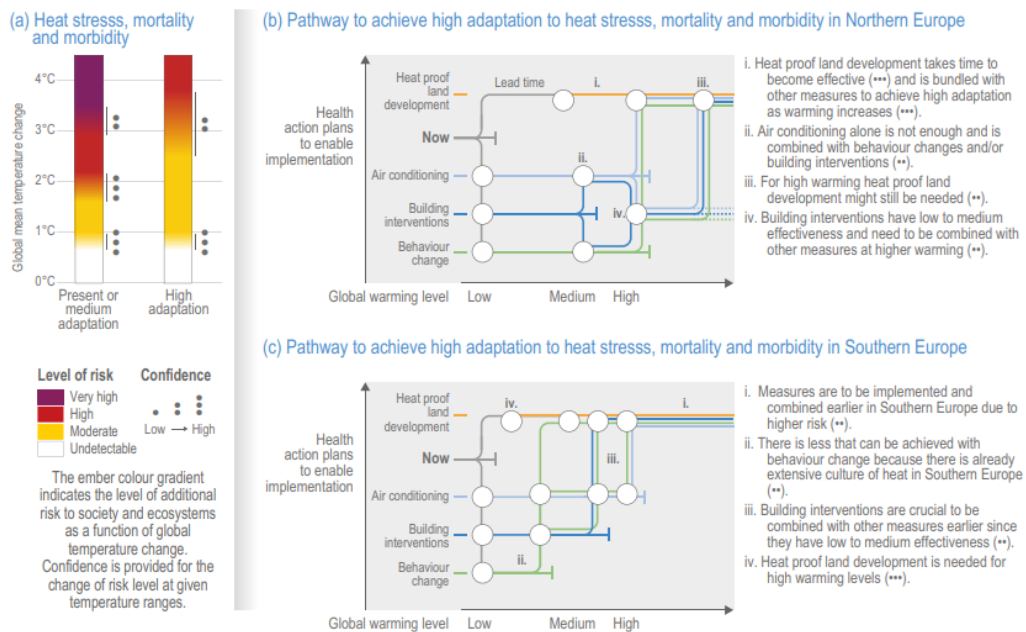 (a) Heat stresss, mortality
and morbidity
4°C
3°C
2°C
1°C
0°C
Global mean temperature change
Present or
medium
adaptation
High
adaptation
Level of risk
Very high
High
Moderate
Undetectable
Confidence
Low → High
The ember colour gradient
indicates the level of additional
risk to society and ecosystems
as a function of global
temperature change.
Confidence is provided for the
change of risk level at given
temperature ranges.
(b) Pathway to achieve high adaptation to heat stresss, mortality and morbidity in Northern Europe
Health
action plans
to enable
implementation
Heat proof
land
development
Now
Air conditioning
Building
interventions
Behaviour
change
Lead time
i.
iii.
ii.
iv.
Global warming level
Low
Medium
High
i. Heat proof land development takes time to
become effective (•••) and is bundled with
other measures to achieve high adaptation
as warming increases (•••).
ii. Air conditioning alone is not enough and is
combined with behaviour changes and/or
building interventions (••).
iii. For high warming heat proof land
development might still be needed (••).
iv. Building interventions have low to medium
effectiveness and need to be combined with
other measures at higher warming (••).
(c) Pathway to achieve high adaptation to heat stresss, mortality and morbidity in Southern Europe
Health
action plans
to enable
implementation
Heat proof
land
development
Now
Air conditioning
Building
interventions
Behaviour
change
iv.
i.
iii.
ii.
Global warming level
Low
Medium
High
i. Measures are to be implemented and
combined earlier in Southern Europe due to
higher risk (••).
ii. There is less that can be achieved with
behaviour change because there is already
extensive culture of heat in Southern Europe
(••).
iii. Building interventions are crucial to be
combined with other measures earlier since
they have low to medium effectiveness (••).
iv. Heat proof land development is needed for
high warming levels (•••).